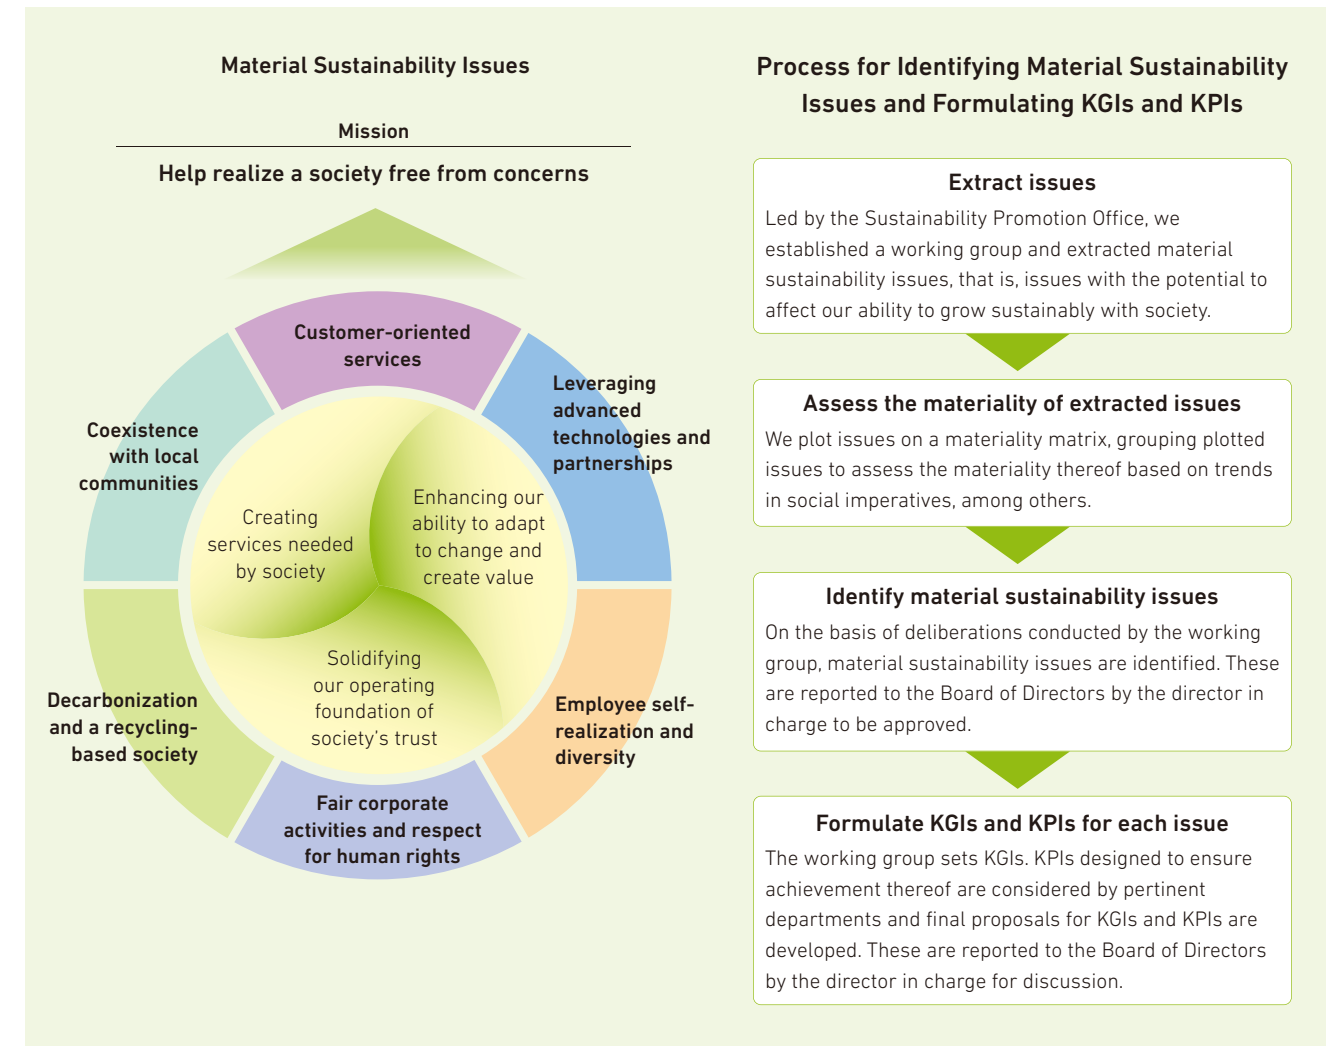 Material Sustainability Issues
Mission
Help realize a society free from concerns
Customer-oriented
services
Leveraging
advanced
technologies and
partnerships
Coexistence
with local
communities
Creating
services needed
by society
Enhancing our
ability to adapt
to change and
create value
Solidifying
our operating
foundation of
society's trust
Decarbonization
and a recycling-
based society
Employee self-
realization and
diversity
Fair corporate
activities and respect
for human rights
Process for Identifying Material Sustainability
Issues and Formulating KGIs and KPIs
Extract issues
Led by the Sustainability Promotion Office, we
established a working group and extracted material
sustainability issues, that is, issues with the potential to
affect our ability to grow sustainably with society.
Assess the materiality of extracted issues
We plot issues on a materiality matrix, grouping plotted
issues to assess the materiality thereof based on trends
in social imperatives, among others.
Identify material sustainability issues
On the basis of deliberations conducted by the working
group, material sustainability issues are identified. These
are reported to the Board of Directors by the director in
charge to be approved.
Formulate KGIs and KPIs for each issue
The working group sets KGIs. KPIs designed to ensure
achievement thereof are considered by pertinent
departments and final proposals for KGIs and KPIs are
developed. These are reported to the Board of Directors
by the director in charge for discussion.